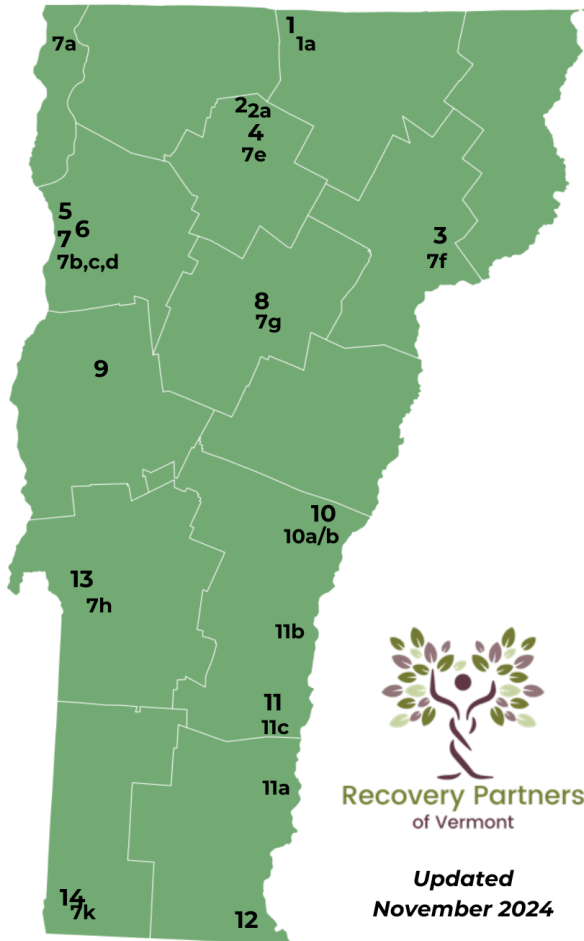 1
7a
1a
2 2a
4
7e
5
6
7
7b,c,d
3
7f
8
7g
9
10
10a/b
13
7h
11b
11
11c
11a
Recovery Partners
of Vermont
14
7k
12
Updated
November 2024